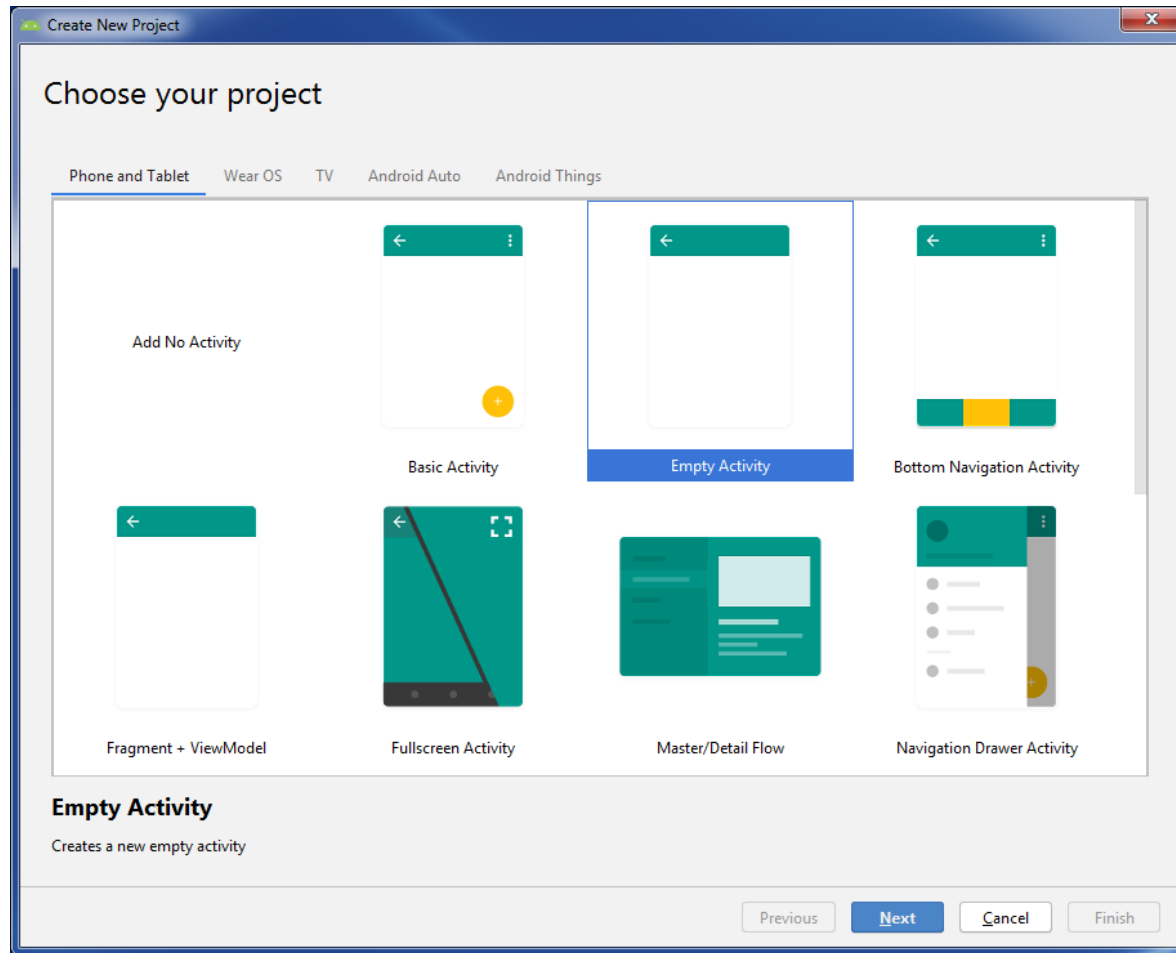 Create New Project
Choose your project
Phone and Tablet Wear OS TV Android Auto Android Things
Add No Activity
Basic Activity
Empty Activity
Bottom Navigation Activity
Fragment + ViewModel
Fullscreen Activity
Master/Detail Flow
Navigation Drawer Activity
Empty Activity
Creates a new empty activity
Previous Next Cancel Finish